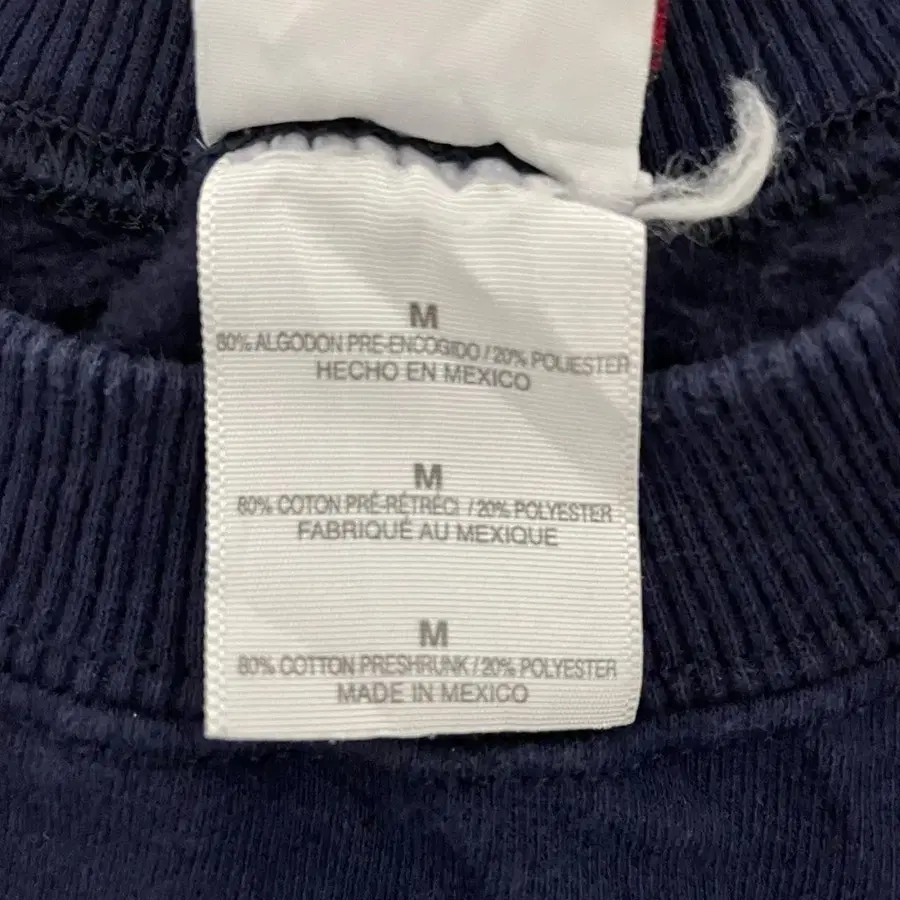 M
80% ALGODON PRE-ENCOGIDO / 20% POLIESTER
HECHO EN MEXICO
M
80% COTON PRÉ-RÉTRÉCI / 20% POLYESTER
FABRIQUÉ AU MEXIQUE
M
80% COTTON PRESHRUNK / 20% POLYESTER
MADE IN MEXICO